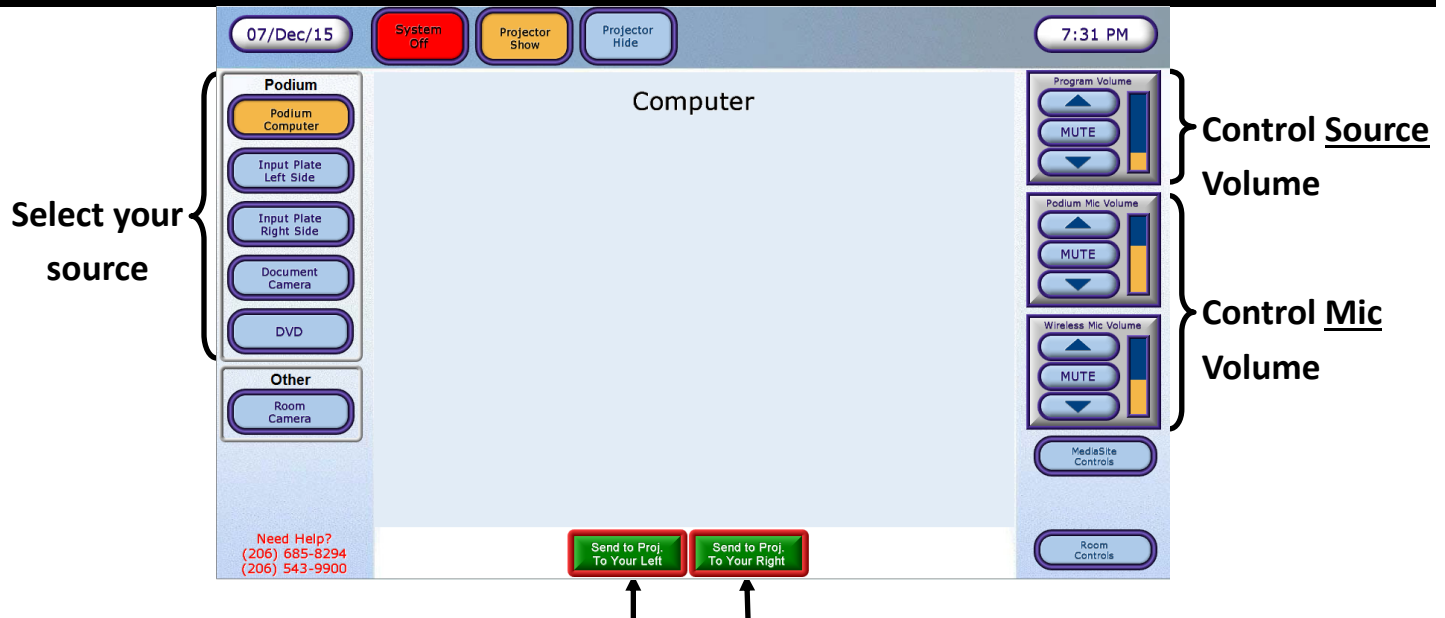 07/Dec/15
System
Off
Projector
Show
Projector
Hide
7:31 PM
Podium
Podium
Computer
Input Plate
Left Side
Input Plate
Right Side
Document
Camera
DVD
Other
Room
Camera
Select your
source
Need Help?
(206) 685-8294
(206) 543-9900
Computer
Send to Proj.
To Your Left
Send to Proj.
To Your Right
Program Volume
MUTE
Podium Mic Volume
MUTE
Wireless Mic Volume
MUTE
MediaSite
Controls
Room
Controls
Control Source
Volume
Control Mic
Volume